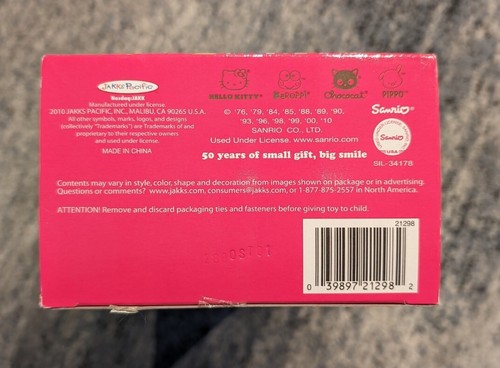 JAKKS Pacific®
Nasdaq: JAKK
Manufactured under license.
2010 JAKKS PACIFIC, INC., MALIBU, CA 90265 U.S.A.
All other symbols, marks, logos, and designs
(collectively "Trademarks") are Trademarks of and
proprietary to their respective owners
and used under license.
MADE IN CHINA
HELLO KITTY® KEROPPI® Chococat® PIPPO™
© '76, '79, '84, '85, '88, '89, '90,
'93, '96, '98, '99, '00, '10
SANRIO CO., LTD
Used Under License. www.sanrio.com
50 years of small gift, big smile
Sanrio®
Sanrio
USA
SIL-34178
Contents may vary in style, color, shape and decoration from images shown on package or in advertising.
Questions or comments? www.jakks.com, consumers@jakks.com, or 1-877-875-2557 in North America.
ATTENTION! Remove and discard packaging ties and fasteners before giving toy to child.
21298
0 39897 21298 2